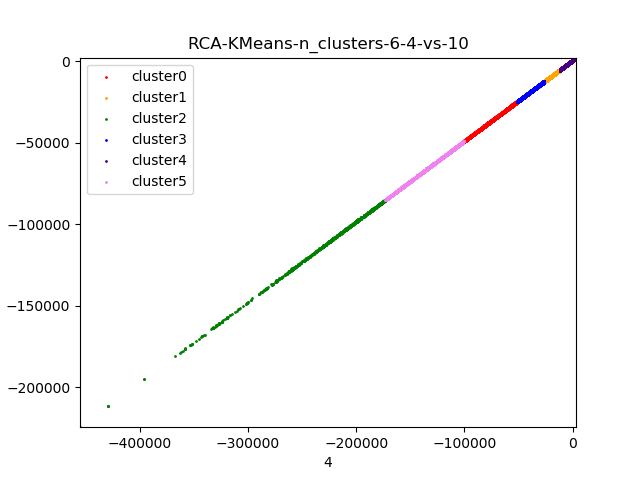 RCA-KMeans-n_clusters-6-4-vs-10
cluster0
cluster1
cluster2
cluster3
cluster4
cluster5
0
−50000
−100000
−150000
−200000
−400000
−300000
−200000
−100000
0
4